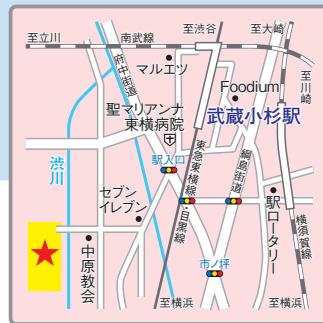 至立川
南武線
至渋谷
至大崎
至川崎
府中街道
マルエツ
Foodium
聖マリアンナ
東横病院
武蔵小杉駅
渋川
駅入口
東急東横線・目黒線
綱島街道
セブン
イレブン
駅ロータリー
横須賀線
中原教会
市ノ坪
至横浜
至横浜